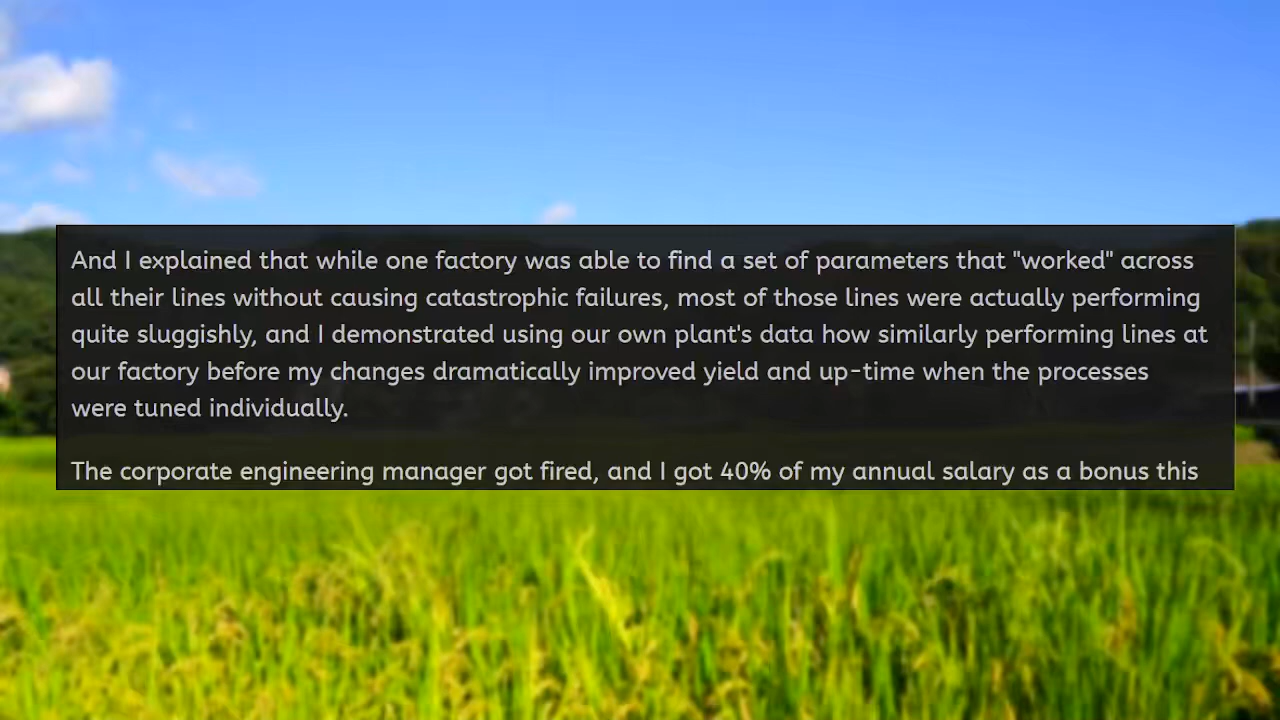 And I explained that while one factory was able to find a set of parameters that "worked" across
all their lines without causing catastrophic failures, most of those lines were actually performing
quite sluggishly, and I demonstrated using our own plant's data how similarly performing lines at
our factory before my changes dramatically improved yield and up-time when the processes
were tuned individually.
The corporate engineering manager got fired, and I got 40% of my annual salary as a bonus this